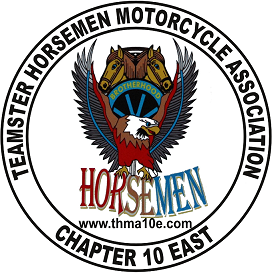 TEAMSTER HORSEMEN MOTORCYCLE ASSOCIATION
BROTHERHOOD
HORSEMEN
www.thma10e.com
CHAPTER 10 EAST